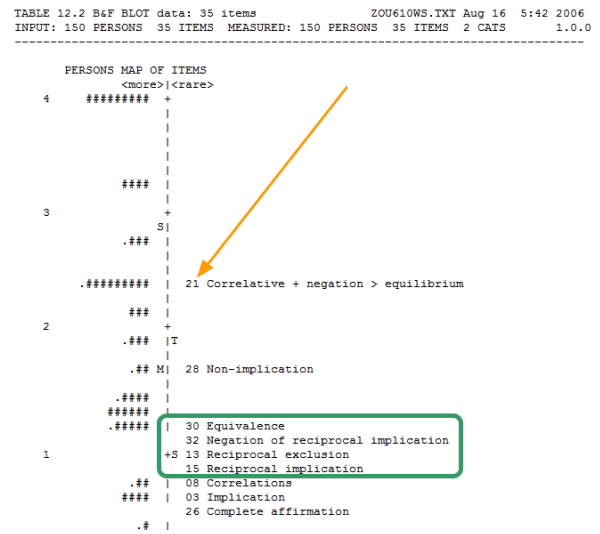 TABLE 12.2 B&F BLOT data: 35 items ZOU610WS.TXT Aug 16 5:42 2006
INPUT: 150 PERSONS 35 ITEMS MEASURED: 150 PERSONS 35 ITEMS 2 CATS 1.0.0
--------------------------------------------------------------------------------
PERSONS MAP OF ITEMS
<more>|<rare>
4 ######### +
|
|
|
|
|
#### |
|
3 +
S|
.### |
|
|
.######### | 21 Correlative + negation > equilibrium
|
### |
2 +
.### |T
|
.## M| 28 Non-implication
|
.#### |
###### |
.##### | 30 Equivalence
32 Negation of reciprocal implication
1 +S 13 Reciprocal exclusion
15 Reciprocal implication
.## | 08 Correlations
#### | 03 Implication
26 Complete affirmation
.# |